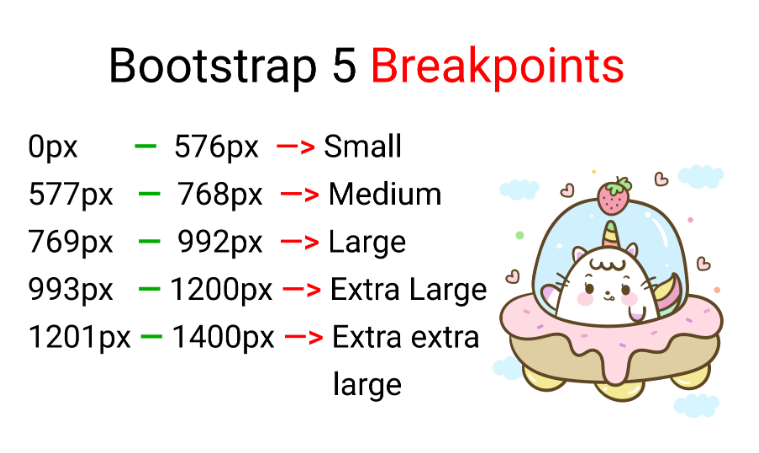 Bootstrap 5 Breakpoints
0px — 576px —> Small
577px — 768px —> Medium
769px — 992px —> Large
993px — 1200px —> Extra Large
1201px — 1400px —> Extra extra
large